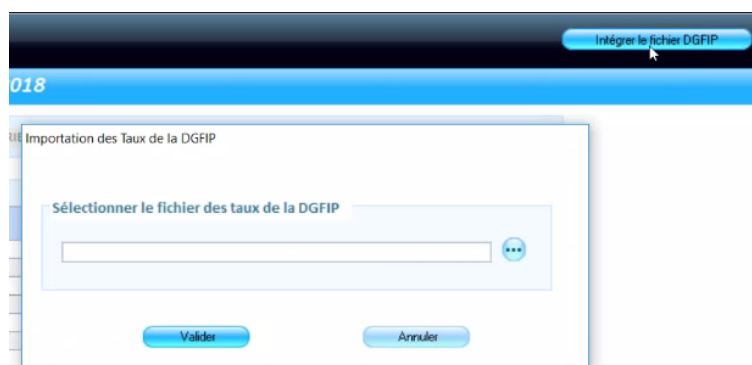 Intégrer le fichier DGFIP
018
RIE
Importation des Taux de la DGFIP
Sélectionner le fichier des taux de la DGFIP
...
Valider
Annuler